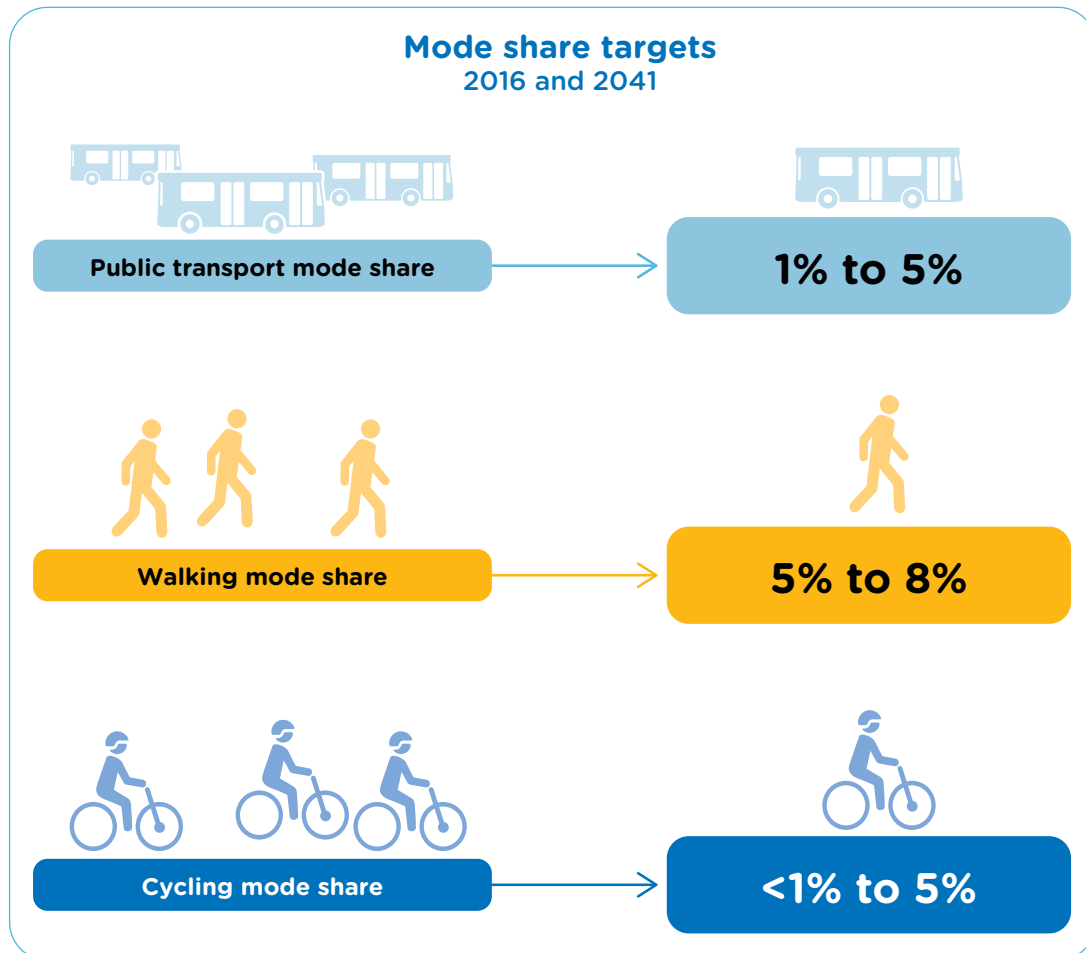 Mode share targets
2016 and 2041
Public transport mode share
1% to 5%
Walking mode share
5% to 8%
Cycling mode share
<1% to 5%